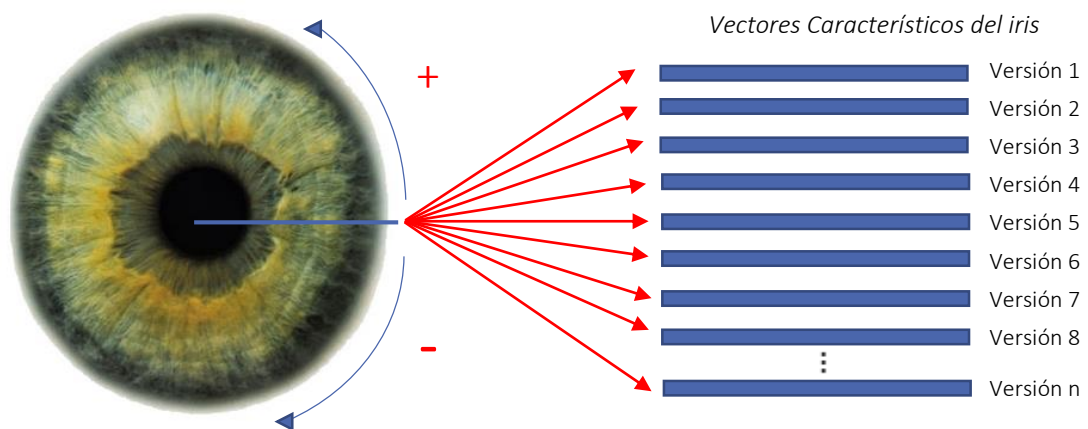 Vectores Característicos del iris
+
Versión 1
Versión 2
Versión 3
Versión 4
Versión 5
Versión 6
Versión 7
-
Versión 8
⋮
Versión n